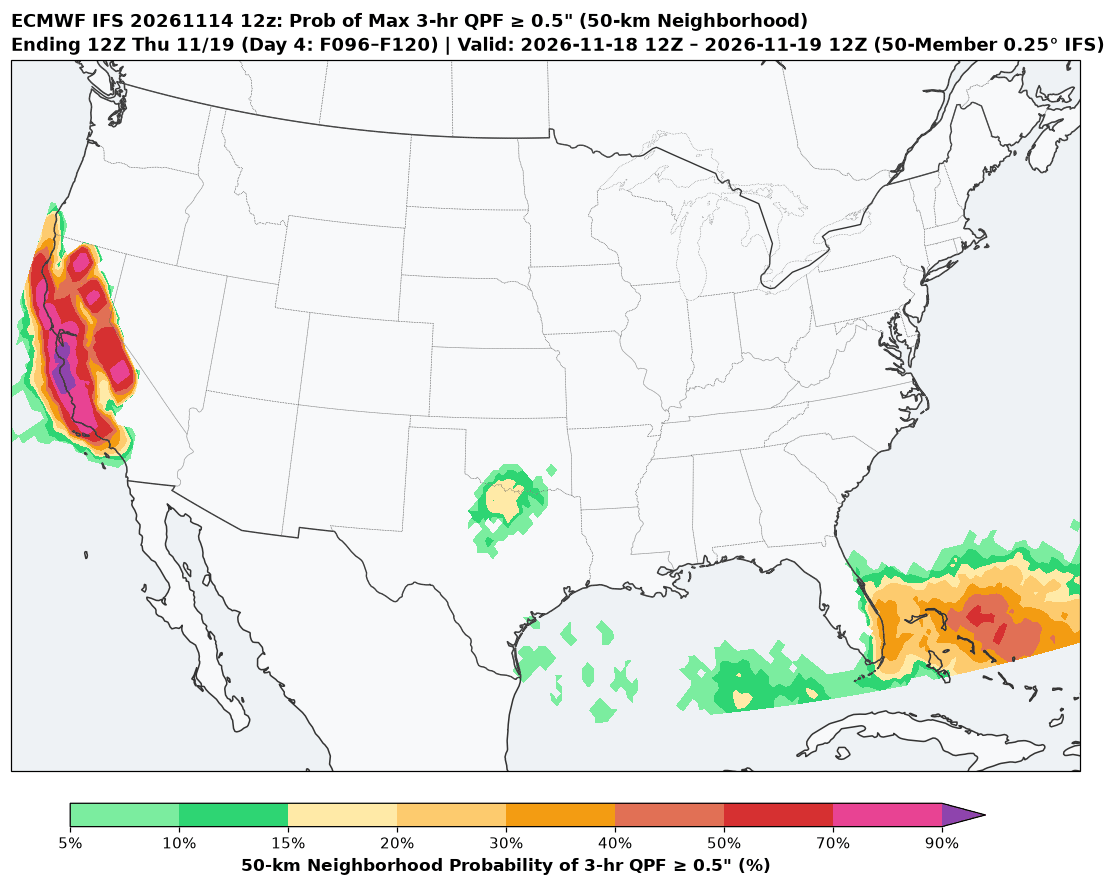 ECMWF IFS 20261114 12z: Prob of Max 3-hr QPF ≥ 0.5" (50-km Neighborhood)
Ending 12Z Thu 11/19 (Day 4: F096–F120) | Valid: 2026-11-18 12Z – 2026-11-19 12Z (50-Member 0.25° IFS)
5% 10% 15% 20% 30% 40% 50% 70% 90%
50-km Neighborhood Probability of 3-hr QPF ≥ 0.5" (%)